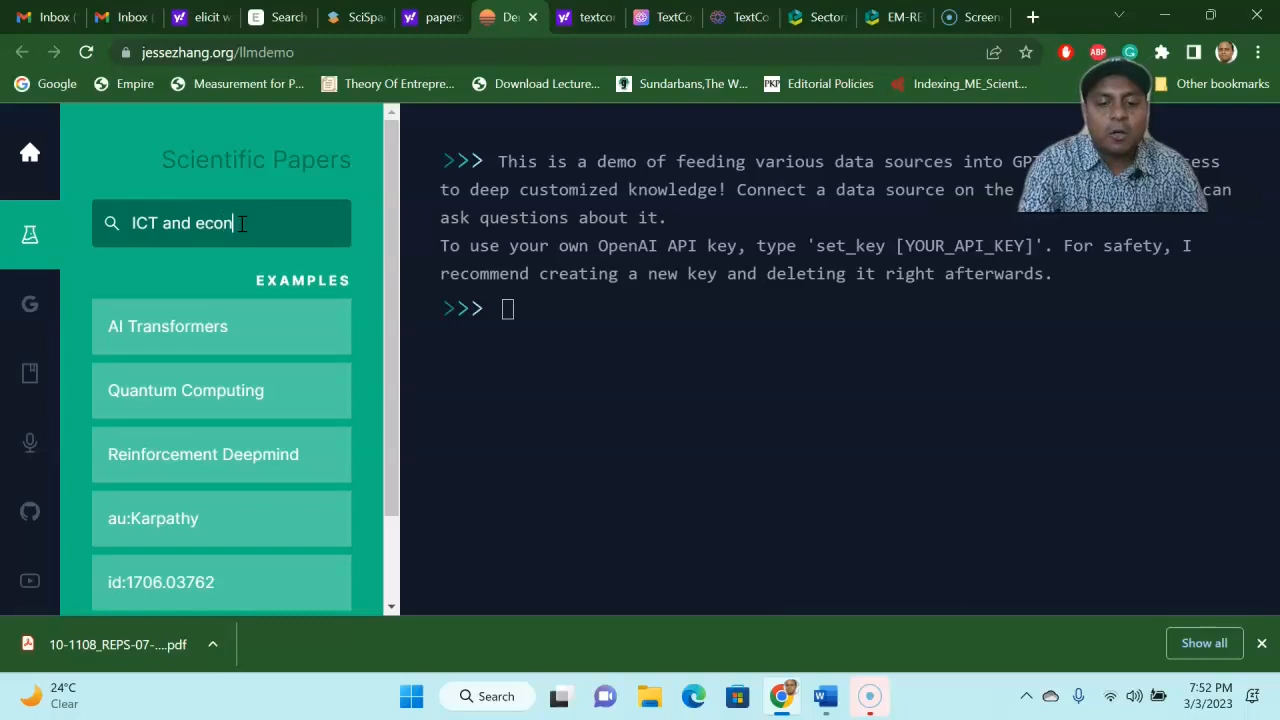 Inbox (
Inbox (
elicit w
Search
SciSpa
papers
De
textco
TextCo
TextCo
Sectora
EM-RE
Screen
jessezhang.org/llmdemo
Google
Empire
Measurement for P...
Theory Of Entrepre...
Download Lecture...
Sundarbans,The W...
PKP
Editorial Policies
Indexing_ME_Scient...
Other bookmarks
Scientific Papers
ICT and econ
EXAMPLES
AI Transformers
Quantum Computing
Reinforcement Deepmind
au:Karpathy
id:1706.03762
>>> This is a demo of feeding various data sources into GP ess
to deep customized knowledge! Connect a data source on the can
ask questions about it.
To use your own OpenAI API key, type 'set_key [YOUR_API_KEY]'. For safety, I
recommend creating a new key and deleting it right afterwards.
>>>
10-1108_REPS-07-....pdf
Show all
24°C
Clear
Search
7:52 PM
3/3/2023